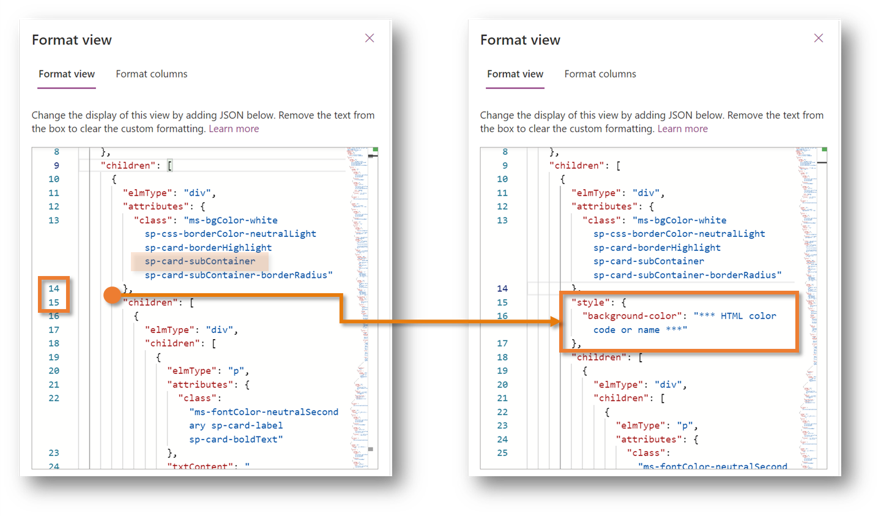 Format view
Format view Format columns
Change the display of this view by adding JSON below. Remove the text from
the box to clear the custom formatting. Learn more
8 },
9 "children": [
10 {
11 "elmType": "div",
12 "attributes": {
13 "class": "ms-bgColor-white
sp-css-borderColor-neutralLight
sp-card-borderHighlight
sp-card-subContainer
sp-card-subContainer-borderRadius"
14 },
15 "children": [
16 {
17 "elmType": "div",
18 "children": [
19 {
20 "elmType": "p",
21 "attributes": {
22 "class":
"ms-fontColor-neutralSecond
ary sp-card-label
sp-card-boldText"
23 },
24 "txtContent": "
Format view
Format view Format columns
Change the display of this view by adding JSON below. Remove the text from
the box to clear the custom formatting. Learn more
8 },
9 "children": [
10 {
11 "elmType": "div",
12 "attributes": {
13 "class": "ms-bgColor-white
sp-css-borderColor-neutralLight
sp-card-borderHighlight
sp-card-subContainer
sp-card-subContainer-borderRadius"
14 },
15 "style": {
16 "background-color": "*** HTML color
code or name ***"
17 },
18 "children": [
19 {
20 "elmType": "div",
21 "children": [
22 {
23 "elmType": "p",
24 "attributes": {
25 "class":
"ms-fontColor-neutralSecond